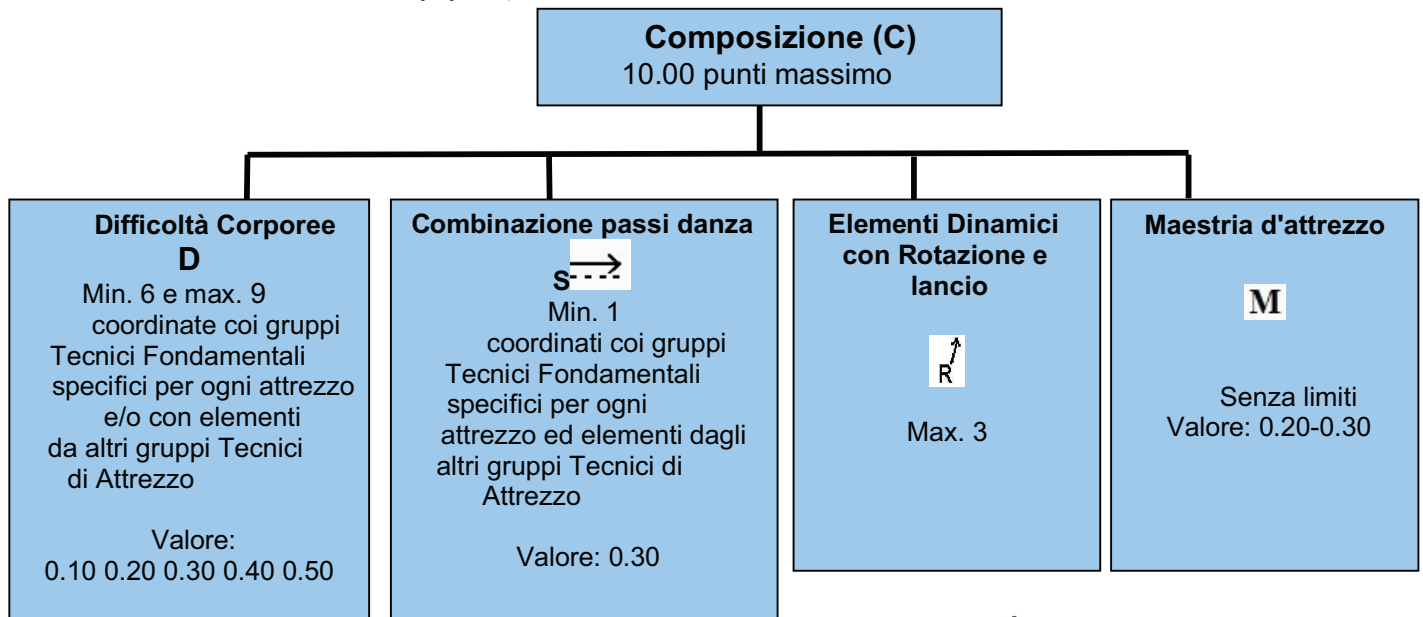 Composizione (C)
10.00 punti massimo
Difficoltà Corporee
D
Min. 6 e max. 9
coordinate coi gruppi
Tecnici Fondamentali
specifici per ogni attrezzo
e/o con elementi
da altri gruppi Tecnici
di Attrezzo
Valore:
0.10 0.20 0.30 0.40 0.50
Combinazione passi danza
S
Min. 1
coordinati coi gruppi
Tecnici Fondamentali
specifici per ogni
attrezzo ed elementi dagli
altri gruppi Tecnici di
Attrezzo
Valore: 0.30
Elementi Dinamici
con Rotazione e
lancio
R
Max. 3
Maestria d'attrezzo
M
Senza limiti
Valore: 0.20-0.30